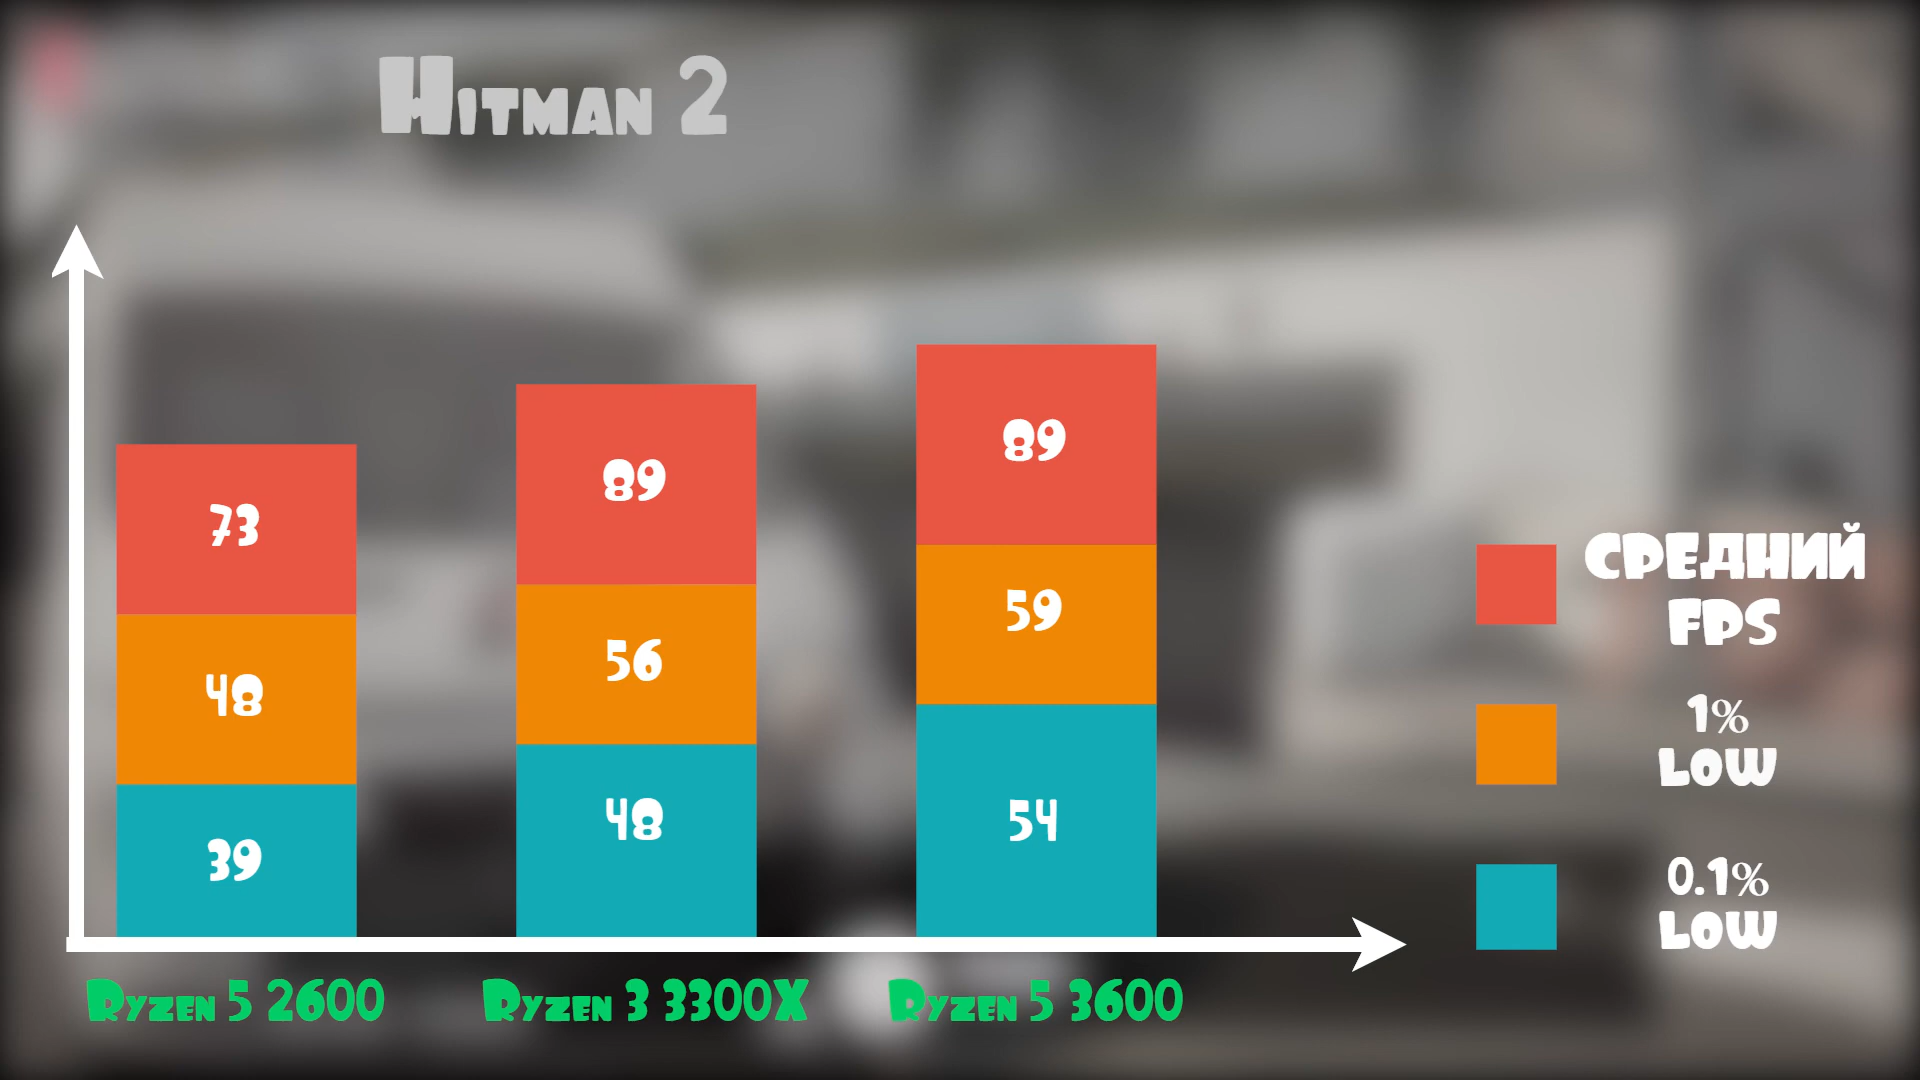 Hitman 2
73
48
39
89
56
48
89
59
54
Ryzen 5 2600
Ryzen 3 3300X
Ryzen 5 3600
СРЕДНИЙ
FPS
1%
LOW
0.1%
LOW